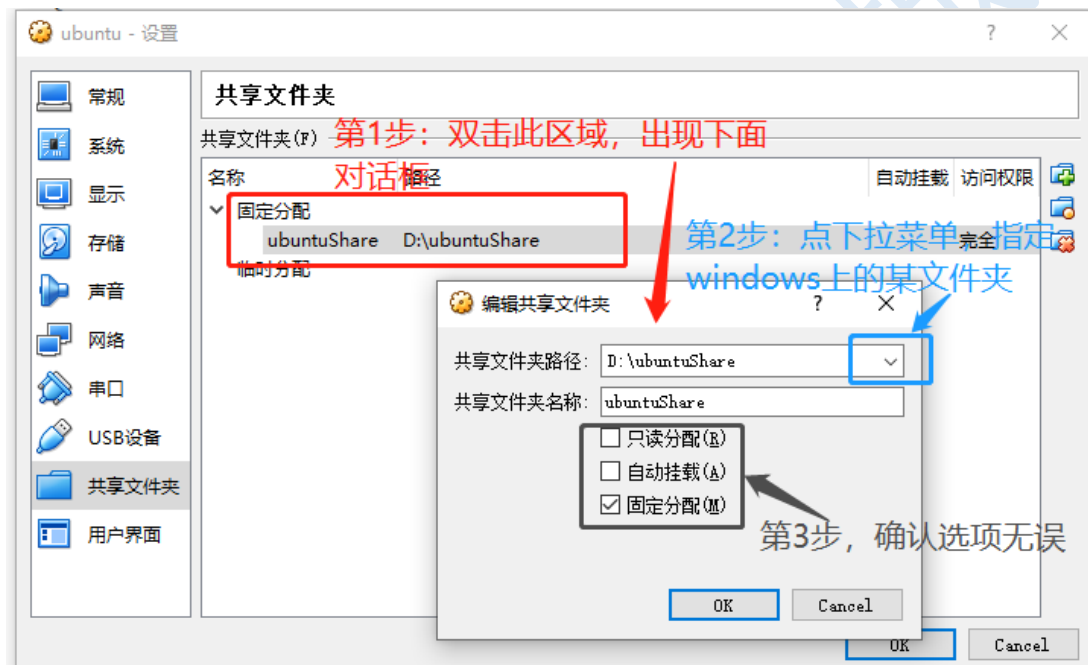 ubuntu - 设置
?
常规
系统
显示
存储
声音
网络
串口
USB设备
共享文件夹
用户界面
共享文件夹
共享文件夹(F)
第1步：双击此区域，出现下面
对话框
名称
路径
自动挂载
访问权限
固定分配
ubuntuShare D:\ubuntuShare
完全
临时分配
第2步：点下拉菜单，指定
windows上的某文件夹
编辑共享文件夹
?
共享文件夹路径: D:\ubuntuShare
共享文件夹名称: ubuntuShare
只读分配(R)
自动挂载(A)
固定分配(M)
第3步，确认选项无误
OK
Cancel
OK
Cancel